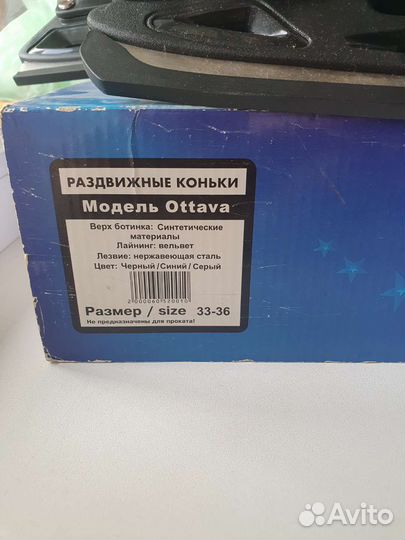 РАЗДВИЖНЫЕ КОНЬКИ
Модель Ottava
Верх ботинка: Синтетические
материалы
Лайнинг: вельвет
Лезвие: нержавеющая сталь
Цвет: Черный/Синий/Серый
2000060520010
Размер / size 33-36
Не предназначены для проката!
Avito